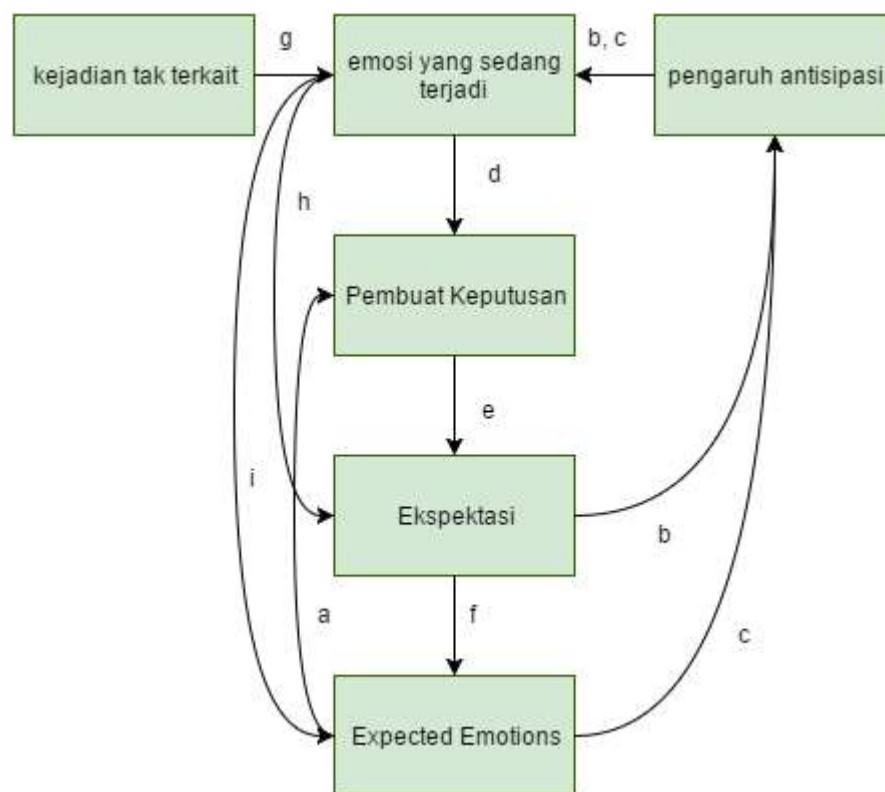 kejadian tak terkait
g
emosi yang sedang
terjadi
b, c
pengaruh antisipasi
d
h
Pembuat Keputusan
e
i
Ekspektasi
b
a
f
c
Expected Emotions